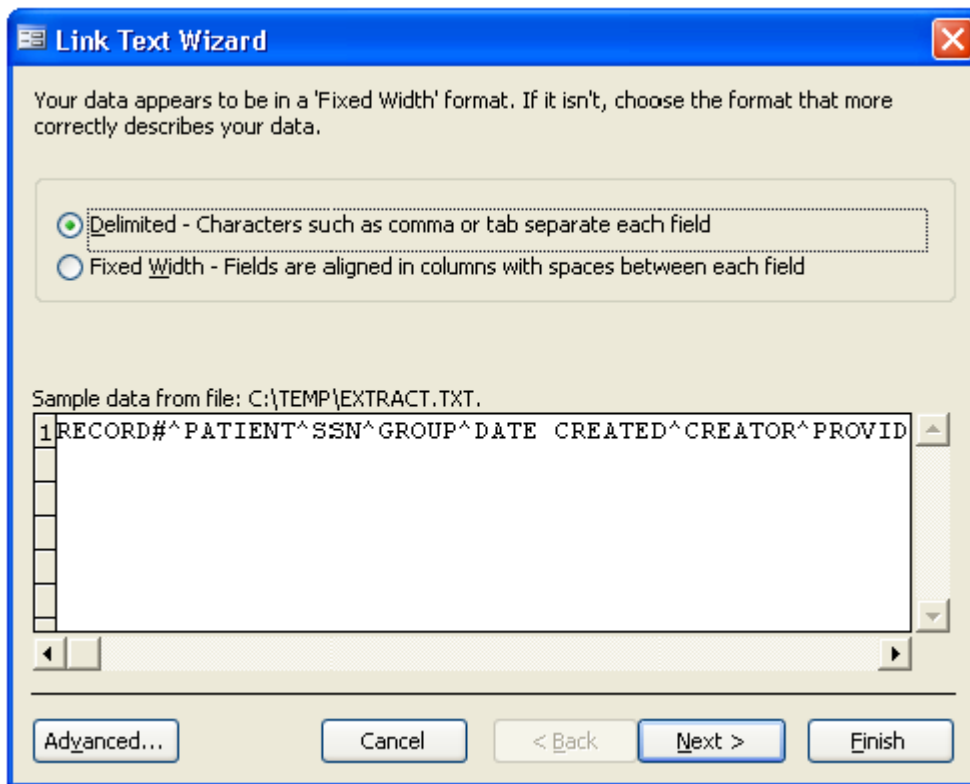 Link Text Wizard
Your data appears to be in a 'Fixed Width' format. If it isn't, choose the format that more
correctly describes your data.
Delimited - Characters such as comma or tab separate each field
Fixed Width - Fields are aligned in columns with spaces between each field
Sample data from file: C:\TEMP\EXTRACT.TXT.
1 RECORD#^PATIENT^SSN^GROUP^DATE CREATED^CREATOR^PROVID
Advanced... Cancel < Back Next > Finish